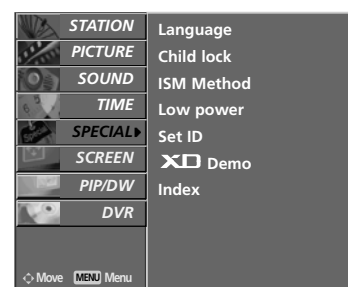 STATION
PICTURE
SOUND
TIME
SPECIAL
SCREEN
PIP/DW
DVR
Move MENU Menu
Language
Child lock
ISM Method
Low power
Set ID
XD Demo
Index